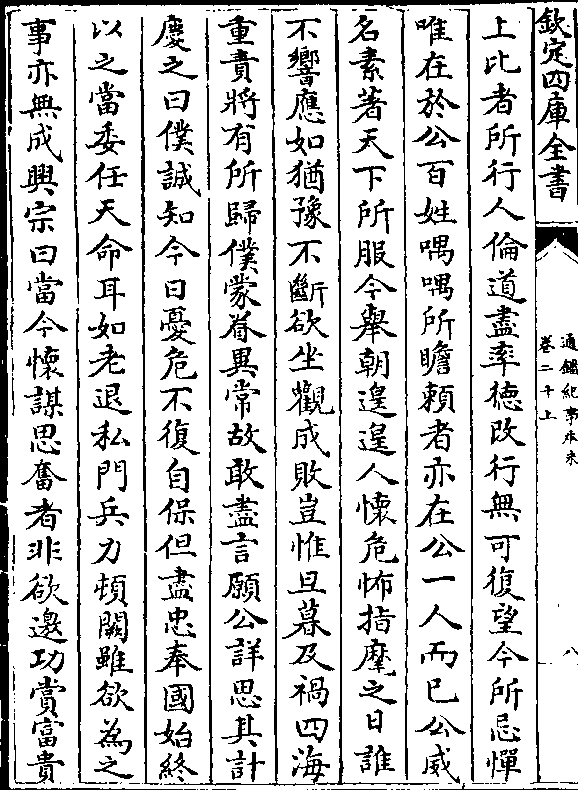 欽定四庫全書
通鑑紀事本末
卷二十上
八
上比者所行人倫道盡率德改行無可復望今所忌憚
唯在於公百姓喁喁所瞻賴者亦在公一人而已公威
名素著天下所服今舉朝遑遑人懷危怖指麾之日誰
不響應如猶豫不斷欲坐觀成敗豈惟旦暮及禍四海
重責將有所歸僕蒙眷異常故敢盡言願公詳思其計
慶之曰僕誠知今日憂危不復自保但盡忠奉國始終
以之當委任天命耳如老退私門兵力頓闕雖欲為之
事亦無成興宗曰當今懷謀思奮者非欲邀功賞富貴